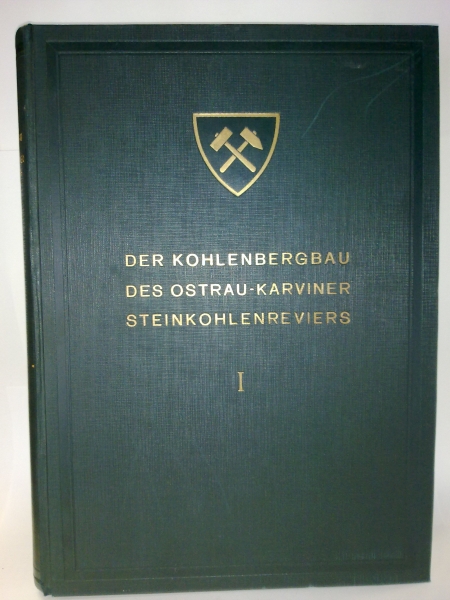 DER KOHLENBERGBAU
DES OSTRAU-KARVINER
STEINKOHLENREVIERS
I